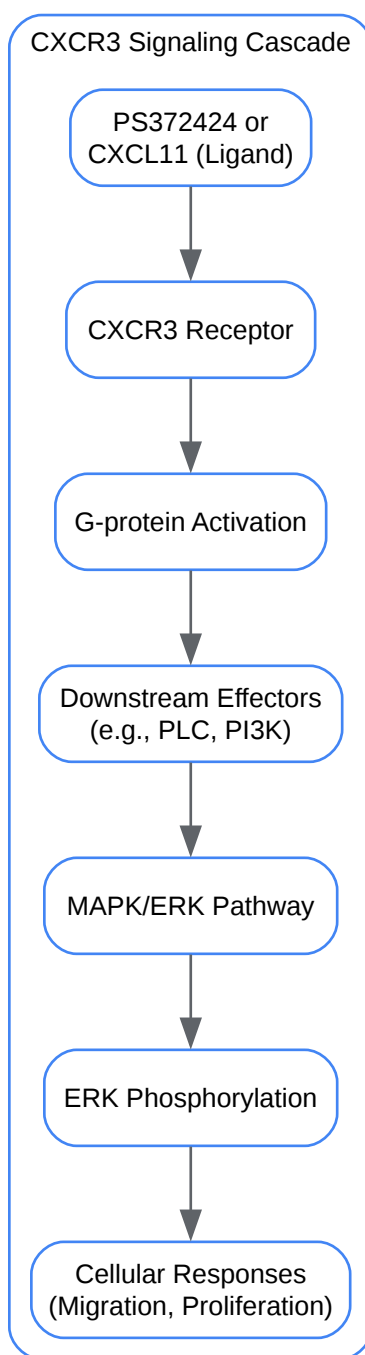 CXCR3 Signaling Cascade
PS372424 or
CXCL11 (Ligand)
CXCR3 Receptor
G-protein Activation
Downstream Effectors
(e.g., PLC, PI3K)
MAPK/ERK Pathway
ERK Phosphorylation
Cellular Responses
(Migration, Proliferation)